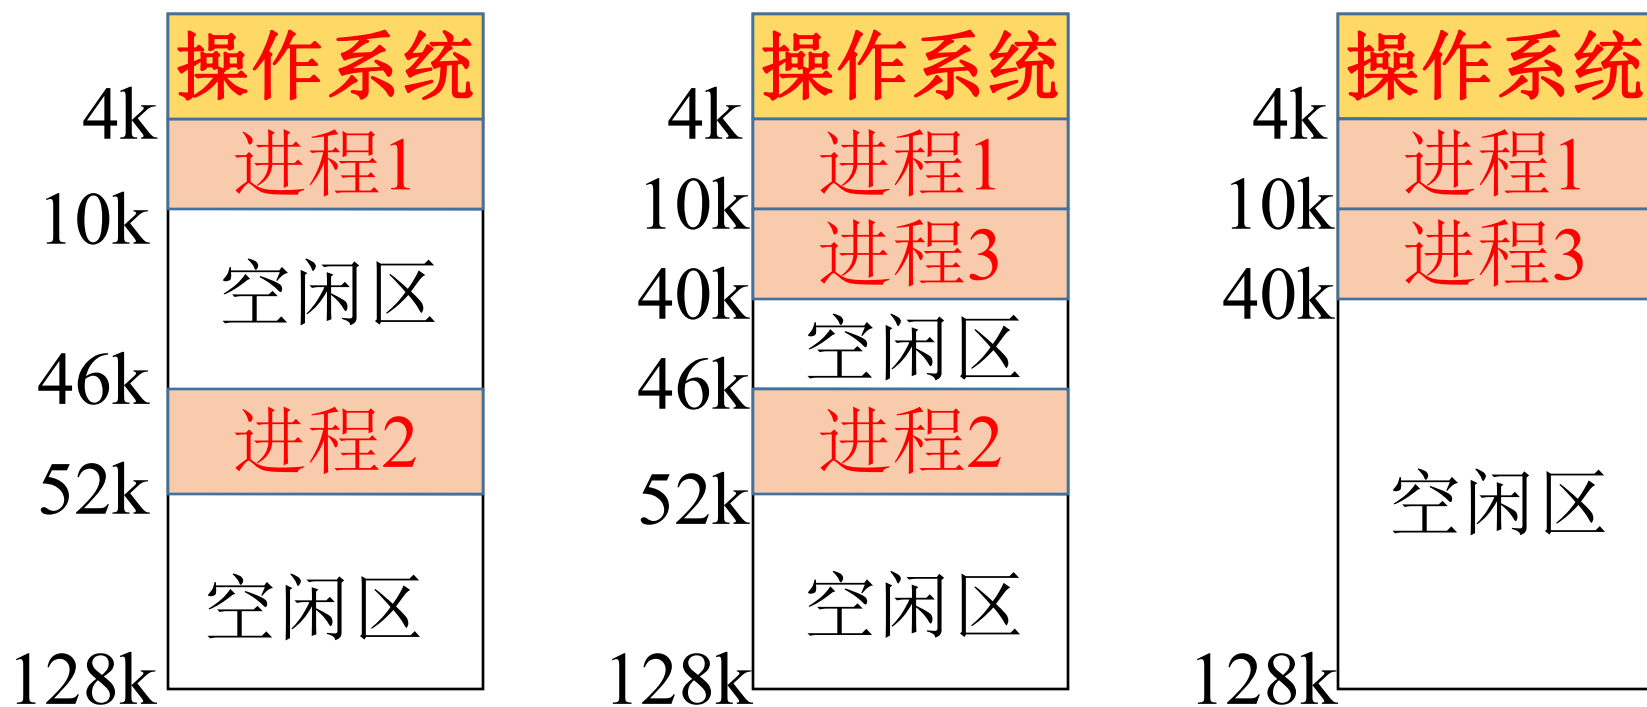 操作系统
4k
进程1
10k
空闲区
46k
进程2
52k
空闲区
128k
操作系统
4k
进程1
10k
进程3
40k
空闲区
46k
进程2
52k
空闲区
128k
操作系统
4k
进程1
10k
进程3
40k
空闲区
128k